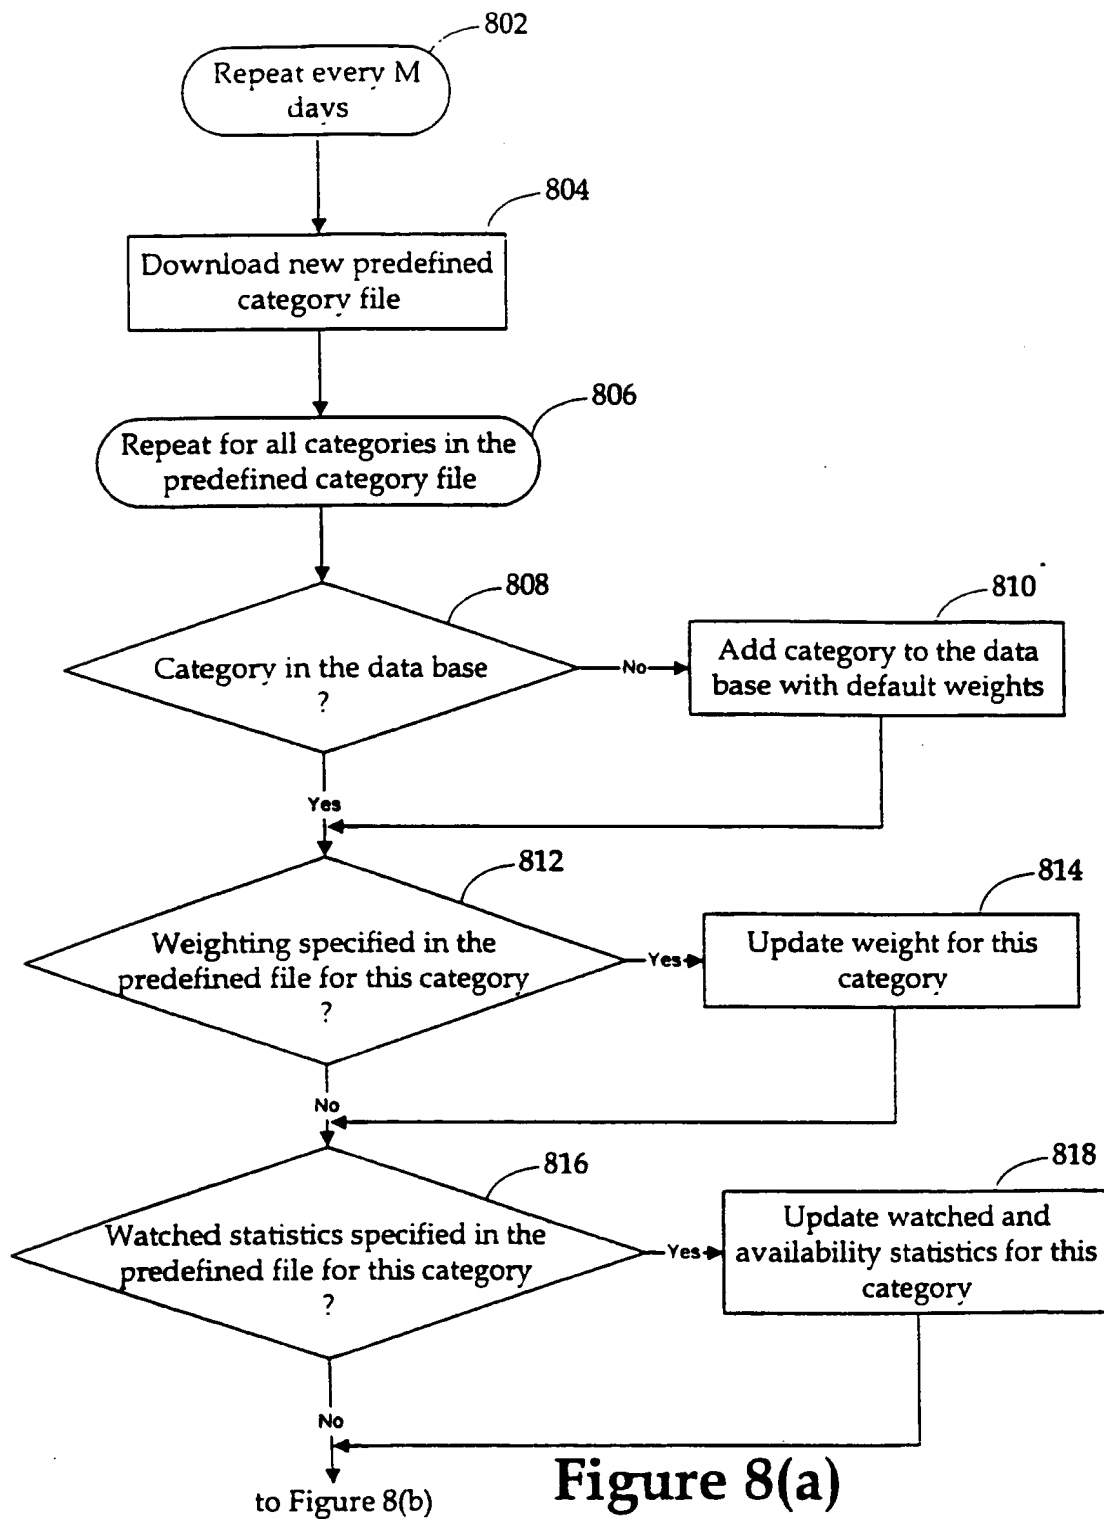 802
Repeat every M
days
804
Download new predefined
category file
806
Repeat for all categories in the
predefined category file
808
Category in the data base
?
No
810
Add category to the data
base with default weights
Yes
812
Weighting specified in the
predefined file for this category
?
Yes
814
Update weight for this
category
No
816
Watched statistics specified in the
predefined file for this category
?
Yes
818
Update watched and
availability statistics for this
category
No
to Figure 8(b)
Figure 8(a)